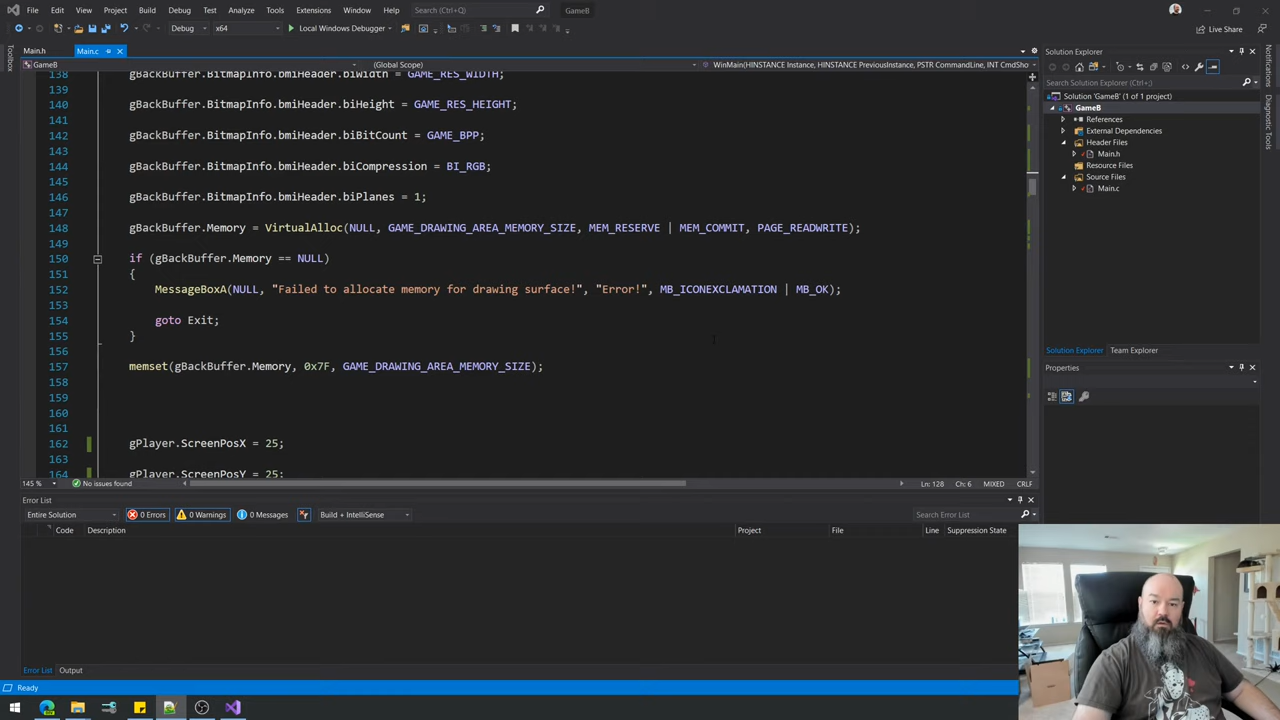 File Edit View Git Project Build Debug Test Analyze Tools Extensions Window Help Search (Ctrl+Q) GameB
Debug x64 Local Windows Debugger Live Share
Main.h Main.c
GameB (Global Scope) WinMain(HINSTANCE Instance, HINSTANCE PreviousInstance, PSTR CommandLine, INT CmdSho
138 gBackBuffer.BitmapInfo.bmiHeader.biWidth = GAME_RES_WIDTH;
139
140 gBackBuffer.BitmapInfo.bmiHeader.biHeight = GAME_RES_HEIGHT;
141
142 gBackBuffer.BitmapInfo.bmiHeader.biBitCount = GAME_BPP;
143
144 gBackBuffer.BitmapInfo.bmiHeader.biCompression = BI_RGB;
145
146 gBackBuffer.BitmapInfo.bmiHeader.biPlanes = 1;
147
148 gBackBuffer.Memory = VirtualAlloc(NULL, GAME_DRAWING_AREA_MEMORY_SIZE, MEM_RESERVE | MEM_COMMIT, PAGE_READWRITE);
149
150 if (gBackBuffer.Memory == NULL)
151 {
152 MessageBoxA(NULL, "Failed to allocate memory for drawing surface!", "Error!", MB_ICONEXCLAMATION | MB_OK);
153
154 goto Exit;
155 }
156
157 memset(gBackBuffer.Memory, 0x7F, GAME_DRAWING_AREA_MEMORY_SIZE);
158
159
160
161
162 gPlayer.ScreenPosX = 25;
163
164 gPlayer.ScreenPosY = 25;
145 % No issues found Ln: 128 Ch: 6 MIXED CRLF
Error List
Entire Solution 0 Errors 0 Warnings 0 Messages Build + IntelliSense Search Error List
Code Description Project File Line Suppression State
Error List Output
Ready
Toolbox
Solution Explorer
Search Solution Explorer (Ctrl+;)
Solution 'GameB' (1 of 1 project)
GameB
References
External Dependencies
Header Files
Main.h
Resource Files
Source Files
Main.c
Solution Explorer Team Explorer
Properties
Notifications
Diagnostic Tools